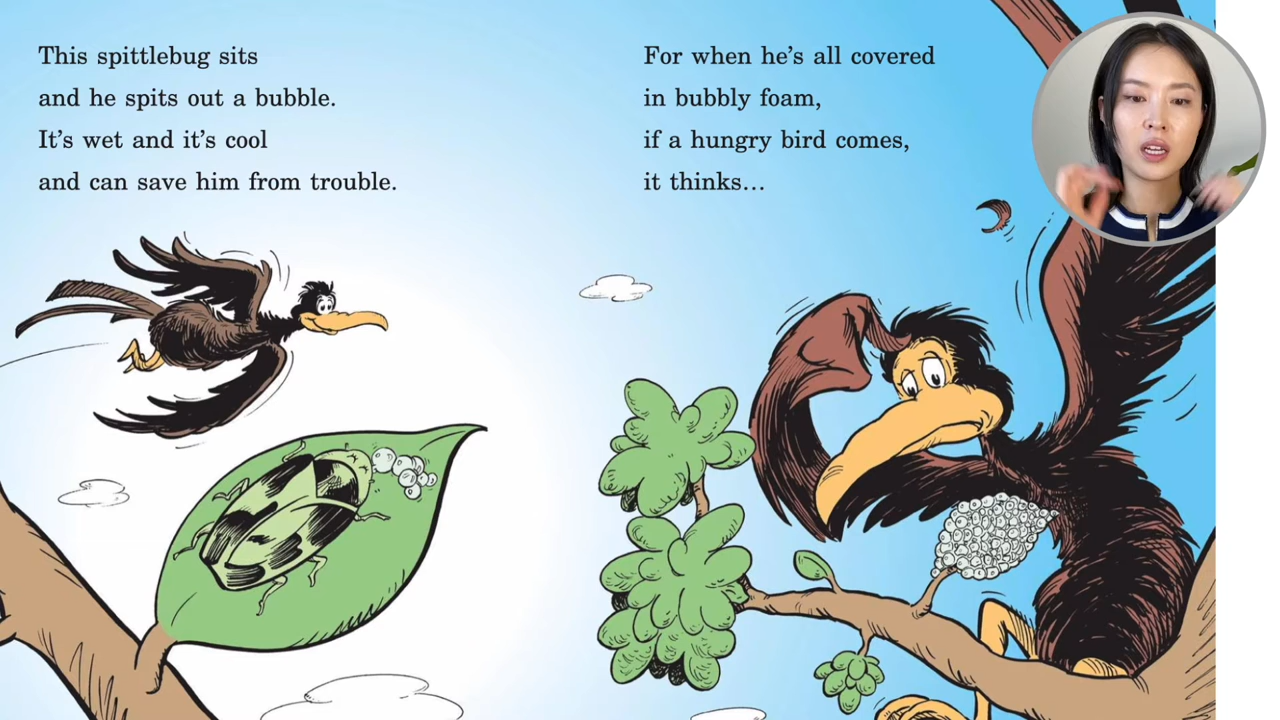 This spittlebug sits
and he spits out a bubble.
It's wet and it's cool
and can save him from trouble.
For when he's all covered
in bubbly foam,
if a hungry bird comes,
it thinks…